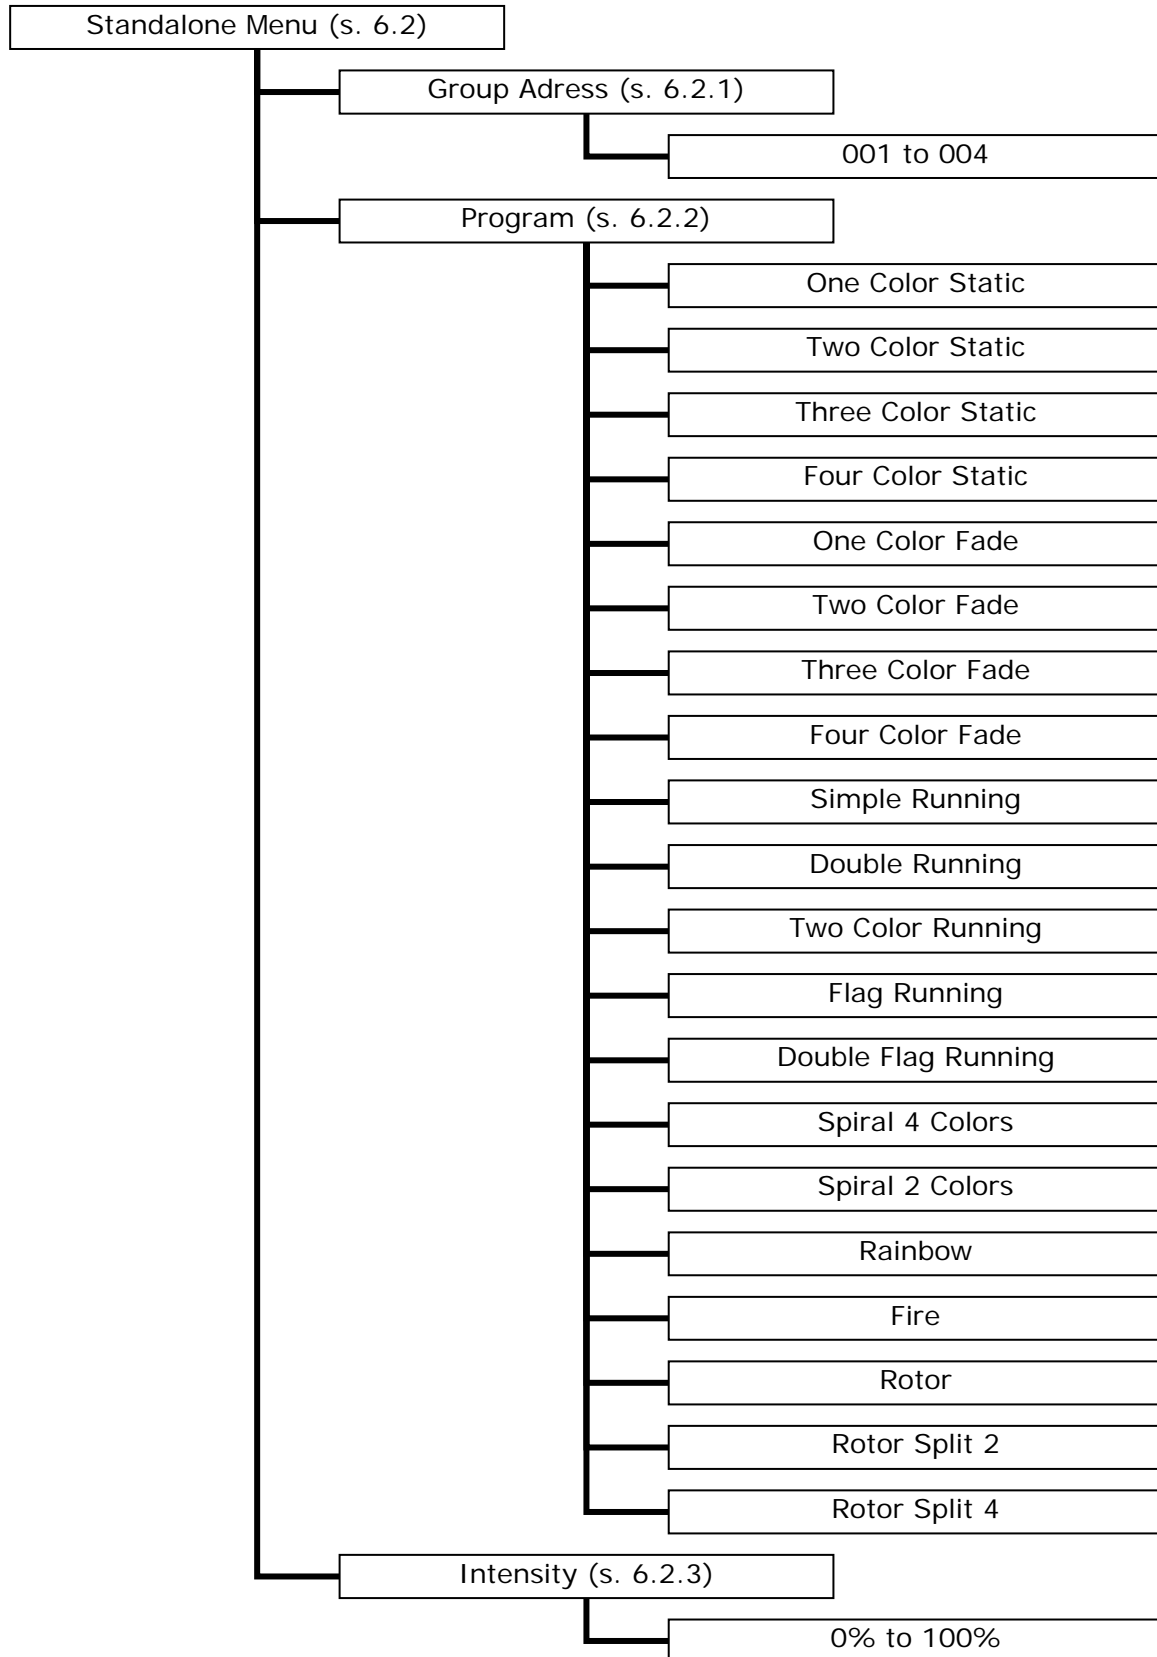 Standalone Menu (s. 6.2)
Group Adress (s. 6.2.1)
001 to 004
Program (s. 6.2.2)
One Color Static
Two Color Static
Three Color Static
Four Color Static
One Color Fade
Two Color Fade
Three Color Fade
Four Color Fade
Simple Running
Double Running
Two Color Running
Flag Running
Double Flag Running
Spiral 4 Colors
Spiral 2 Colors
Rainbow
Fire
Rotor
Rotor Split 2
Rotor Split 4
Intensity (s. 6.2.3)
0% to 100%